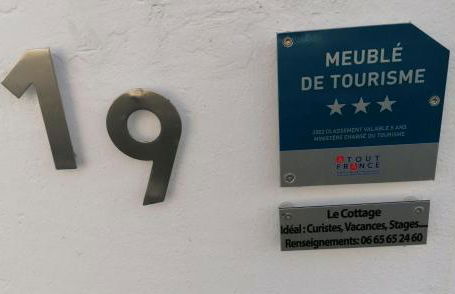 19
MEUBLÉ
DE TOURISME
2022 CLASSEMENT VALABLE 5 ANS
MINISTÈRE CHARGÉ DU TOURISME
ATOUT
FRANCE
Le Cottage
Idéal : Curistes, Vacances, Stages....
Renseignements: 06 65 65 24 60